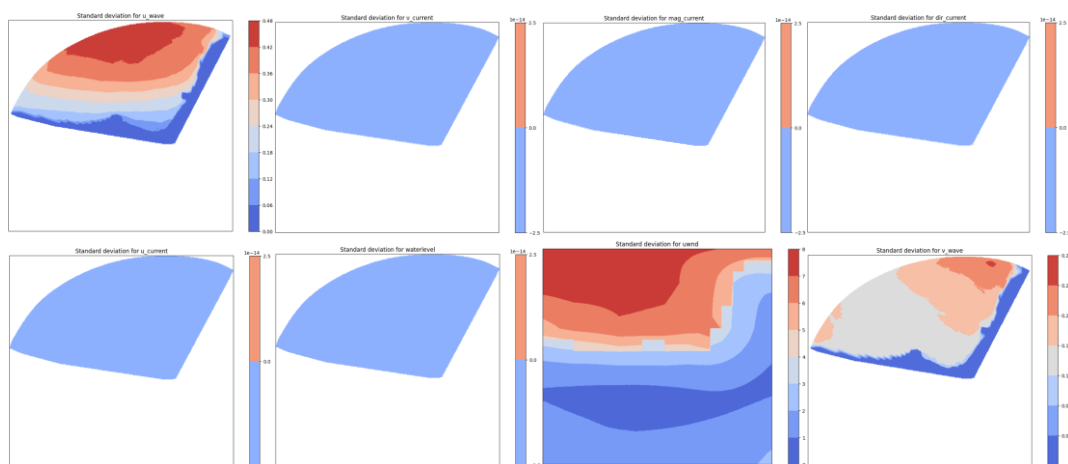 Standard deviation for u_wave
0.48
0.42
0.36
0.30
0.24
0.18
0.12
0.06
0.00
Standard deviation for v_current
1e−14
2.5
0.0
−2.5
Standard deviation for mag_current
1e−14
2.5
0.0
−2.5
Standard deviation for dir_current
1e−14
2.5
0.0
−2.5
Standard deviation for u_current
1e−14
2.5
0.0
Standard deviation for waterlevel
1e−14
2.5
0.0
Standard deviation for uwnd
8
7
6
5
4
3
2
1
Standard deviation for v_wave